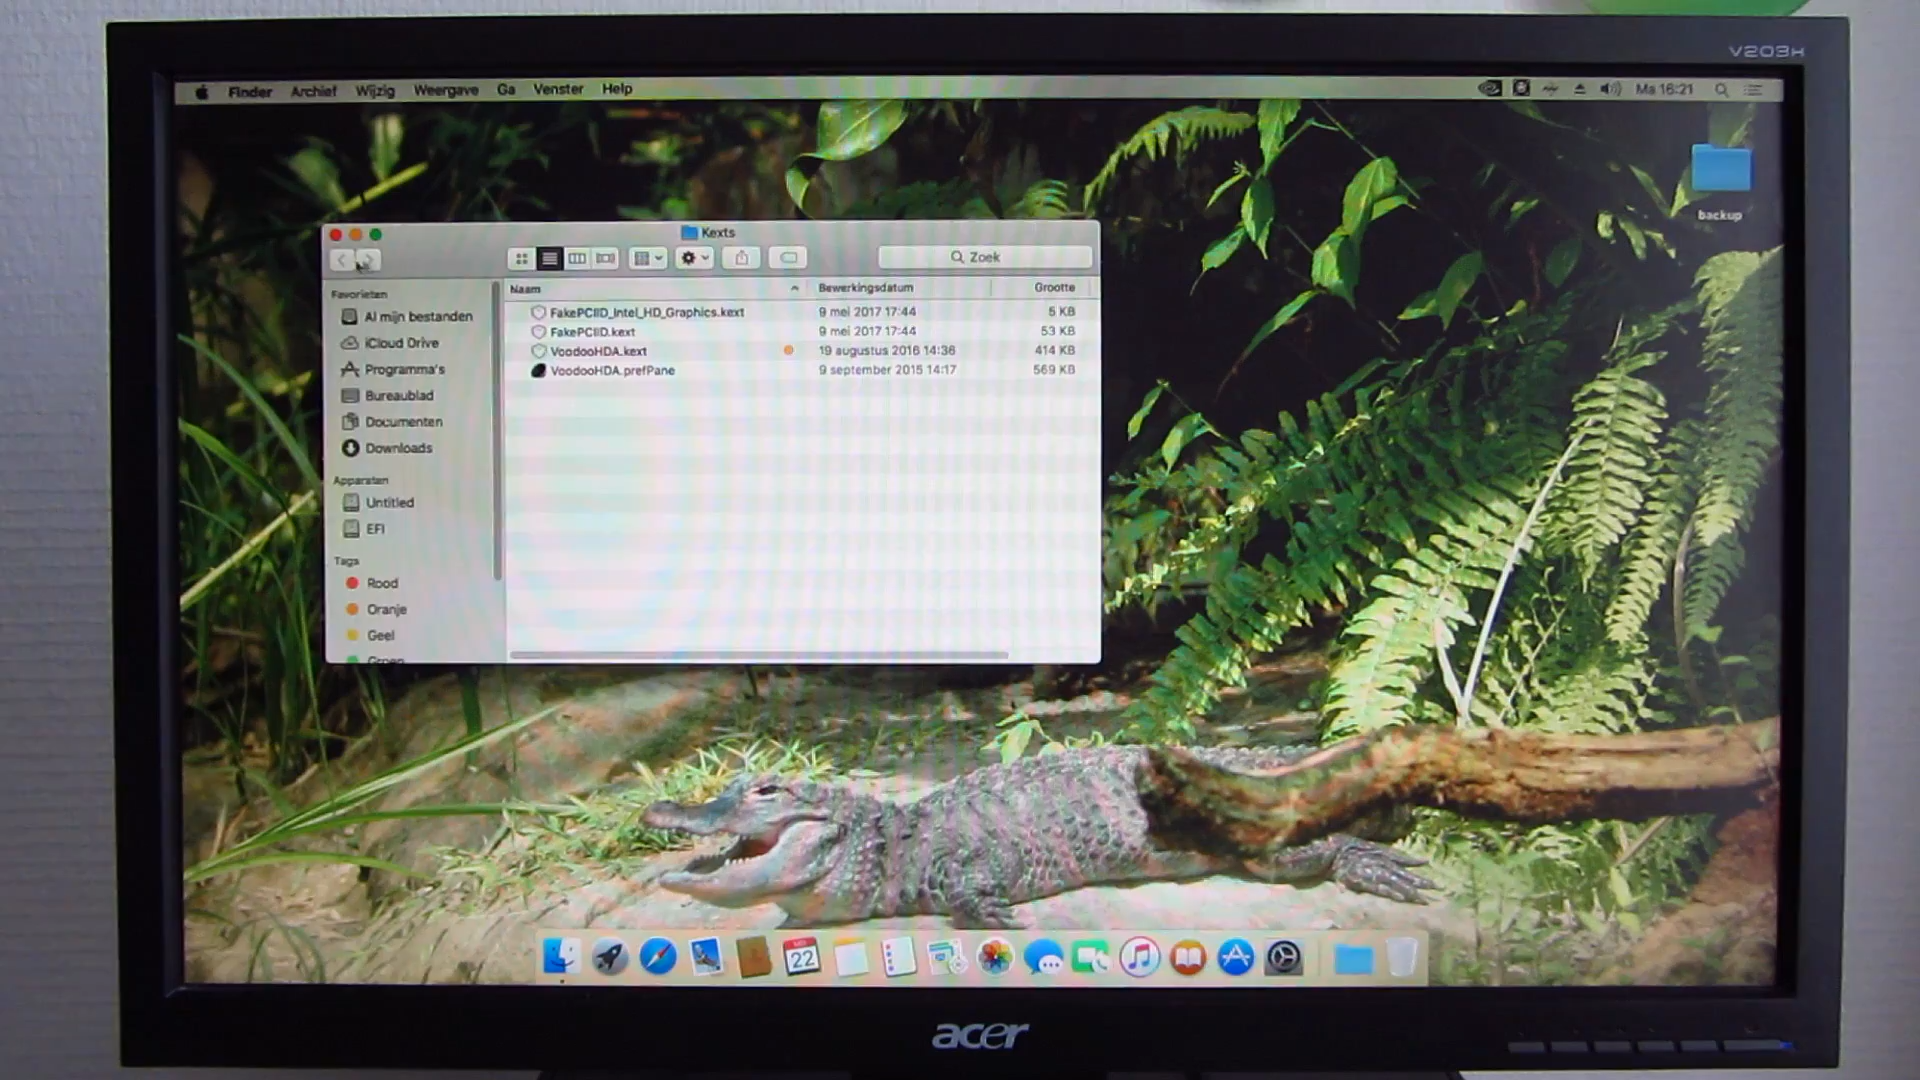 V203H
Finder Archief Wijzig Weergave Ga Venster Help
Ma 16:21
backup
Kexts
Zoek
Favorieten
Al mijn bestanden
iCloud Drive
Programma's
Bureaublad
Documenten
Downloads
Apparaten
Untitled
EFI
Tags
Rood
Oranje
Geel
Groen
Naam Bewerkingsdatum Grootte
FakePCIID_Intel_HD_Graphics.kext 9 mei 2017 17:44 5 KB
FakePCIID.kext 9 mei 2017 17:44 53 KB
VoodooHDA.kext 19 augustus 2016 14:36 414 KB
VoodooHDA.prefPane 9 september 2015 14:17 569 KB
22
acer